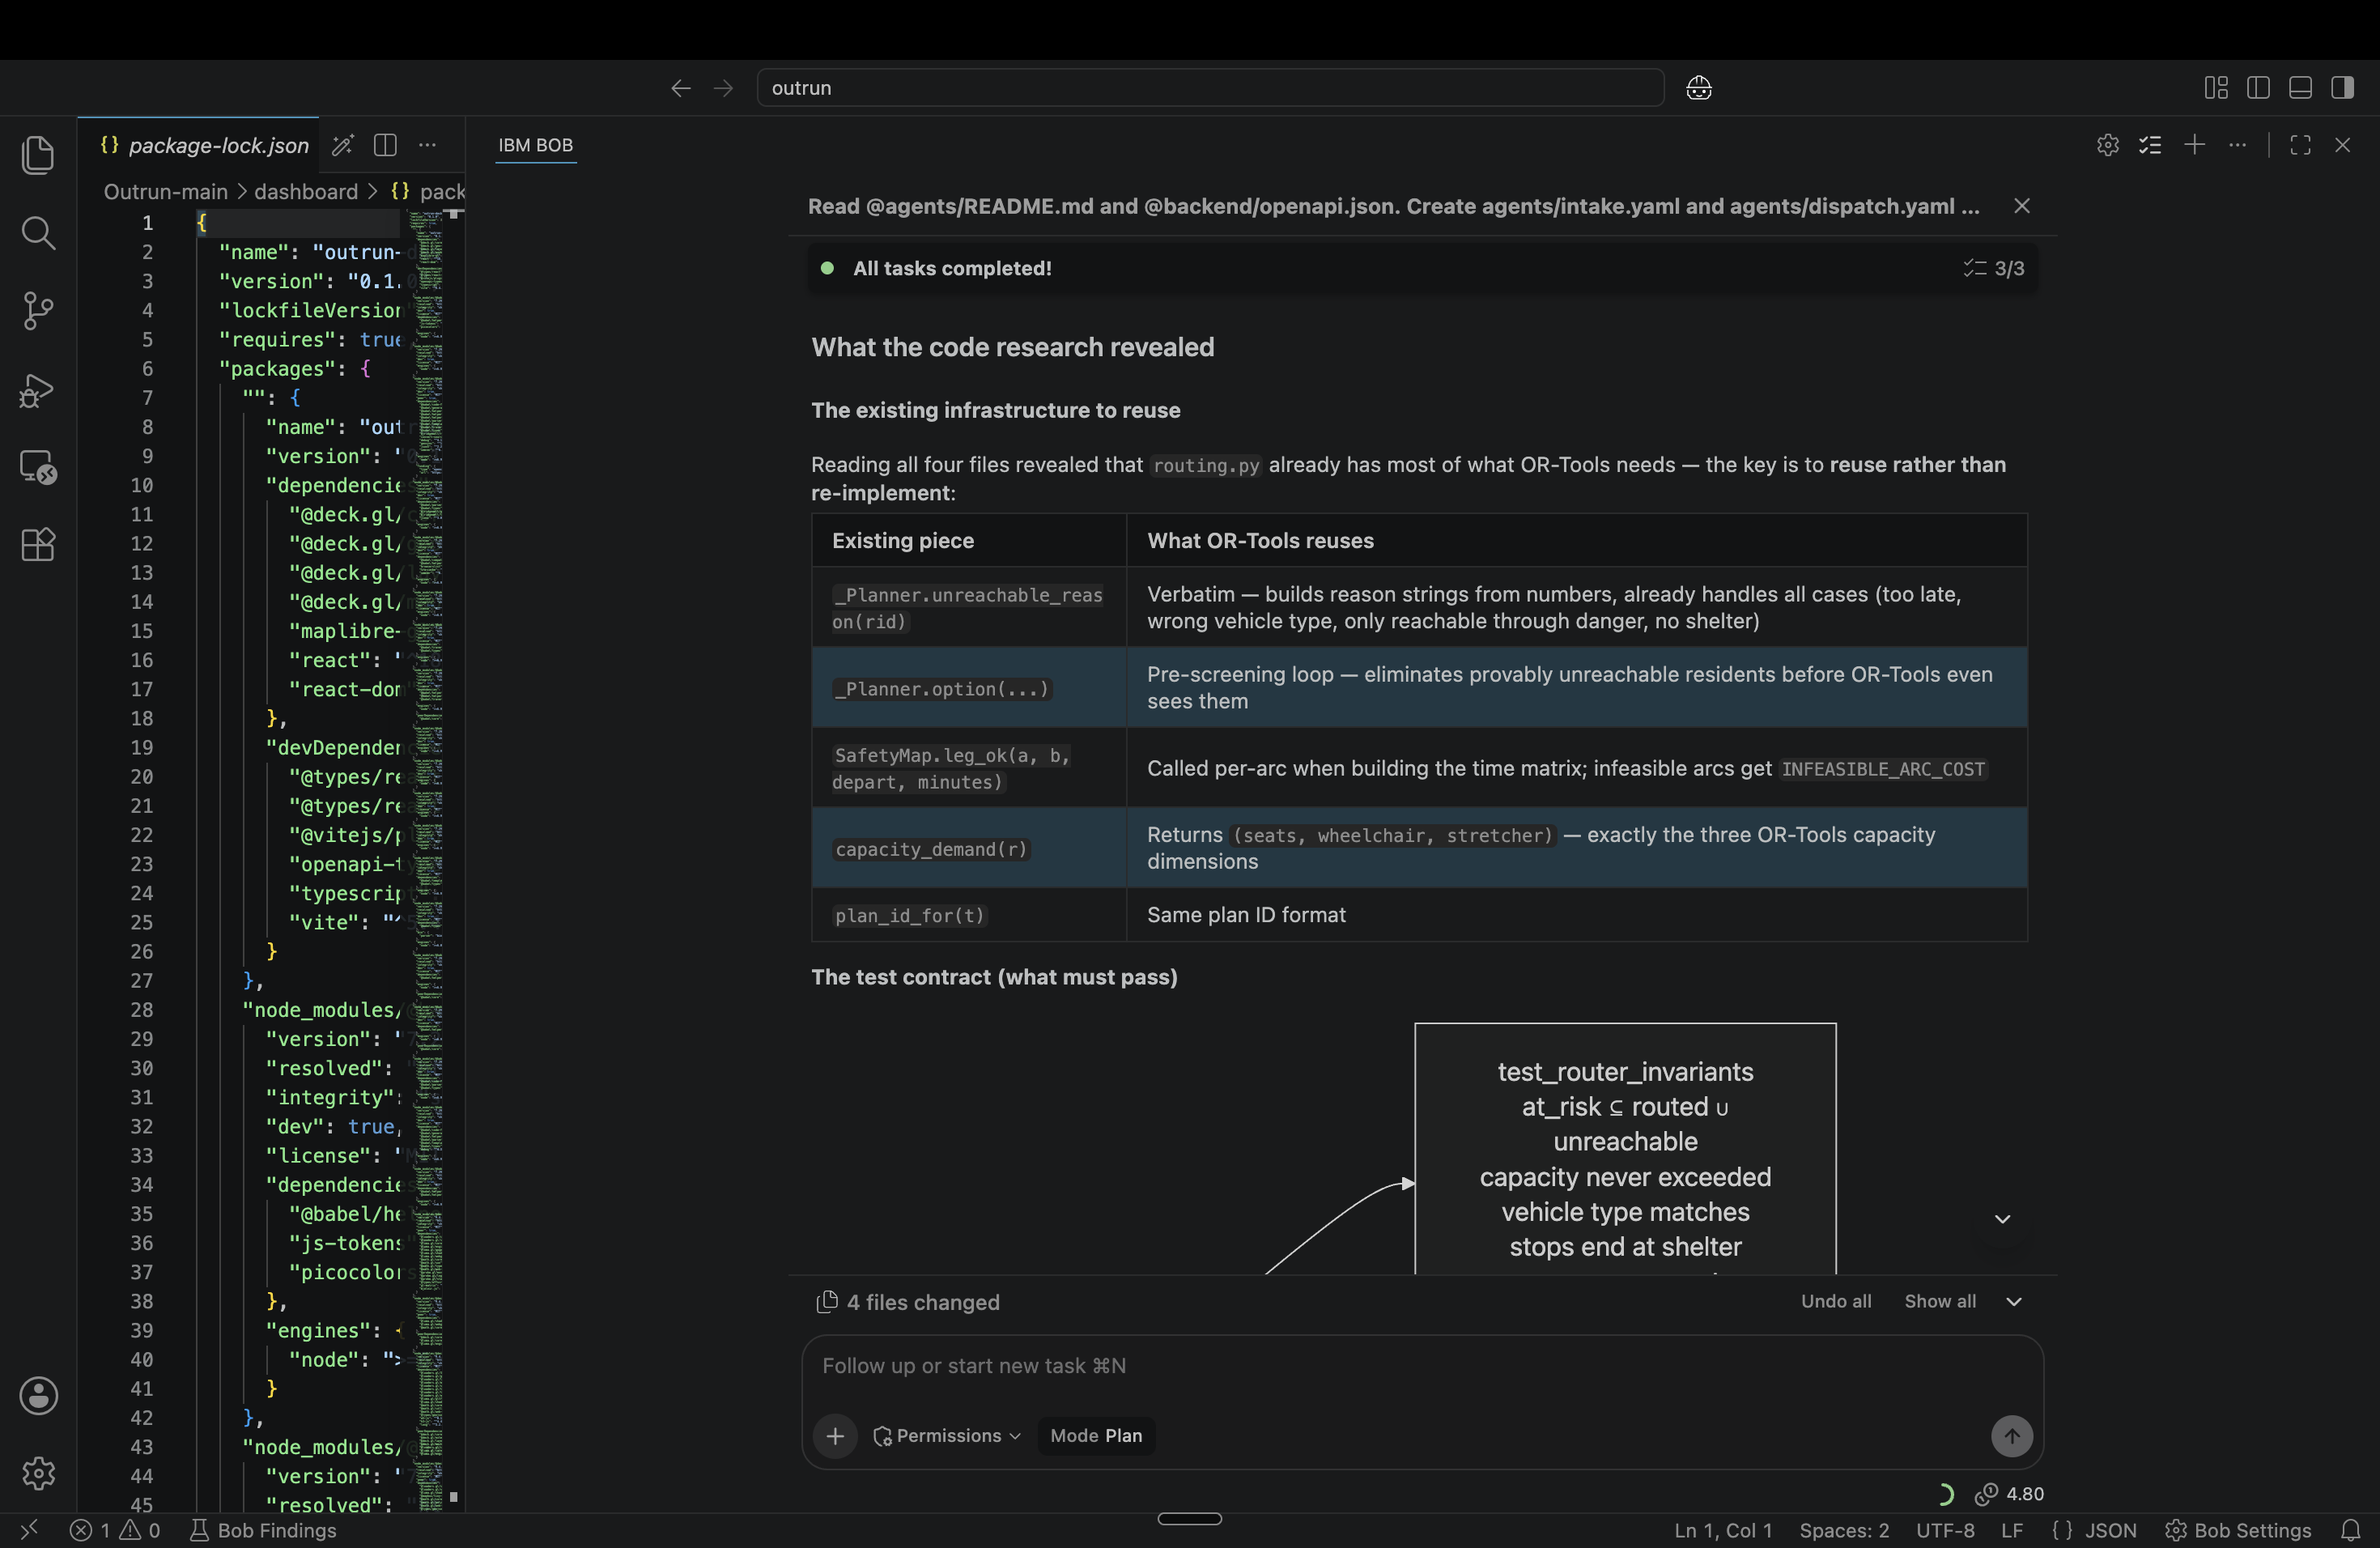 outrun
{} package-lock.json
···
Outrun-main > dashboard > {} pack
1 {
2 "name": "outrun-
3 "version": "0.1.
4 "lockfileVersion
5 "requires": true
6 "packages": {
7 "": {
8 "name": "out
9 "version": "
10 "dependencie
11 "@deck.gl/
12 "@deck.gl/
13 "@deck.gl/
14 "@deck.gl/
15 "maplibre-
16 "react": "
17 "react-dom
18 },
19 "devDependen
20 "@types/re
21 "@types/re
22 "@vitejs/p
23 "openapi-t
24 "typescrip
25 "vite": "^
26 }
27 },
28 "node_modules/
29 "version": "
30 "resolved":
31 "integrity":
32 "dev": true,
33 "license": "
34 "dependencie
35 "@babel/he
36 "js-tokens
37 "picocolor
38 },
39 "engines": {
40 "node": ">
41 }
42 },
43 "node_modules/
44 "version": "
45 "resolved":
IBM BOB
Read @agents/README.md and @backend/openapi.json. Create agents/intake.yaml and agents/dispatch.yaml ...
All tasks completed!
3/3
What the code research revealed
The existing infrastructure to reuse
Reading all four files revealed that routing.py already has most of what OR-Tools needs — the key is to reuse rather than
re-implement:
Existing piece
What OR-Tools reuses
_Planner.unreachable_reas
on(rid)
Verbatim — builds reason strings from numbers, already handles all cases (too late,
wrong vehicle type, only reachable through danger, no shelter)
_Planner.option(...)
Pre-screening loop — eliminates provably unreachable residents before OR-Tools even
sees them
SafetyMap.leg_ok(a, b,
depart, minutes)
Called per-arc when building the time matrix; infeasible arcs get INFEASIBLE_ARC_COST
capacity_demand(r)
Returns (seats, wheelchair, stretcher) — exactly the three OR-Tools capacity
dimensions
plan_id_for(t)
Same plan ID format
The test contract (what must pass)
test_router_invariants
at_risk ⊆ routed ∪
unreachable
capacity never exceeded
vehicle type matches
stops end at shelter
4 files changed
Undo all
Show all
Follow up or start new task ⌘N
Permissions
Mode Plan
4.80
1
0
Bob Findings
Ln 1, Col 1
Spaces: 2
UTF-8
LF
{} JSON
Bob Settings